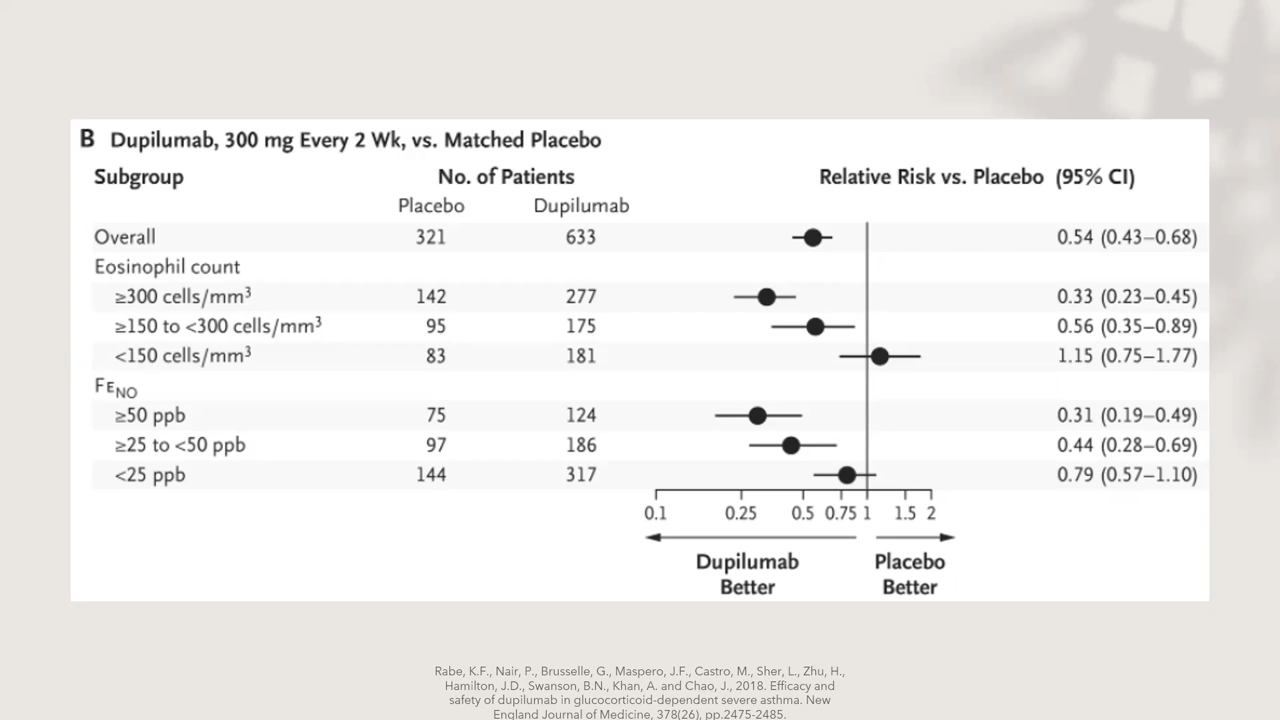 B Dupilumab, 300 mg Every 2 Wk, vs. Matched Placebo
Subgroup No. of Patients Relative Risk vs. Placebo (95% CI)
Placebo Dupilumab
Overall 321 633 0.54 (0.43–0.68)
Eosinophil count
≥300 cells/mm³ 142 277 0.33 (0.23–0.45)
≥150 to <300 cells/mm³ 95 175 0.56 (0.35–0.89)
<150 cells/mm³ 83 181 1.15 (0.75–1.77)
FENO
≥50 ppb 75 124 0.31 (0.19–0.49)
≥25 to <50 ppb 97 186 0.44 (0.28–0.69)
<25 ppb 144 317 0.79 (0.57–1.10)
0.1 0.25 0.5 0.75 1 1.5 2
Dupilumab Placebo
Better Better
Rabe, K.F., Nair, P., Brusselle, G., Maspero, J.F., Castro, M., Sher, L., Zhu, H.,
Hamilton, J.D., Swanson, B.N., Khan, A. and Chao, J., 2018. Efficacy and
safety of dupilumab in glucocorticoid-dependent severe asthma. New
England Journal of Medicine, 378(26), pp.2475-2485.